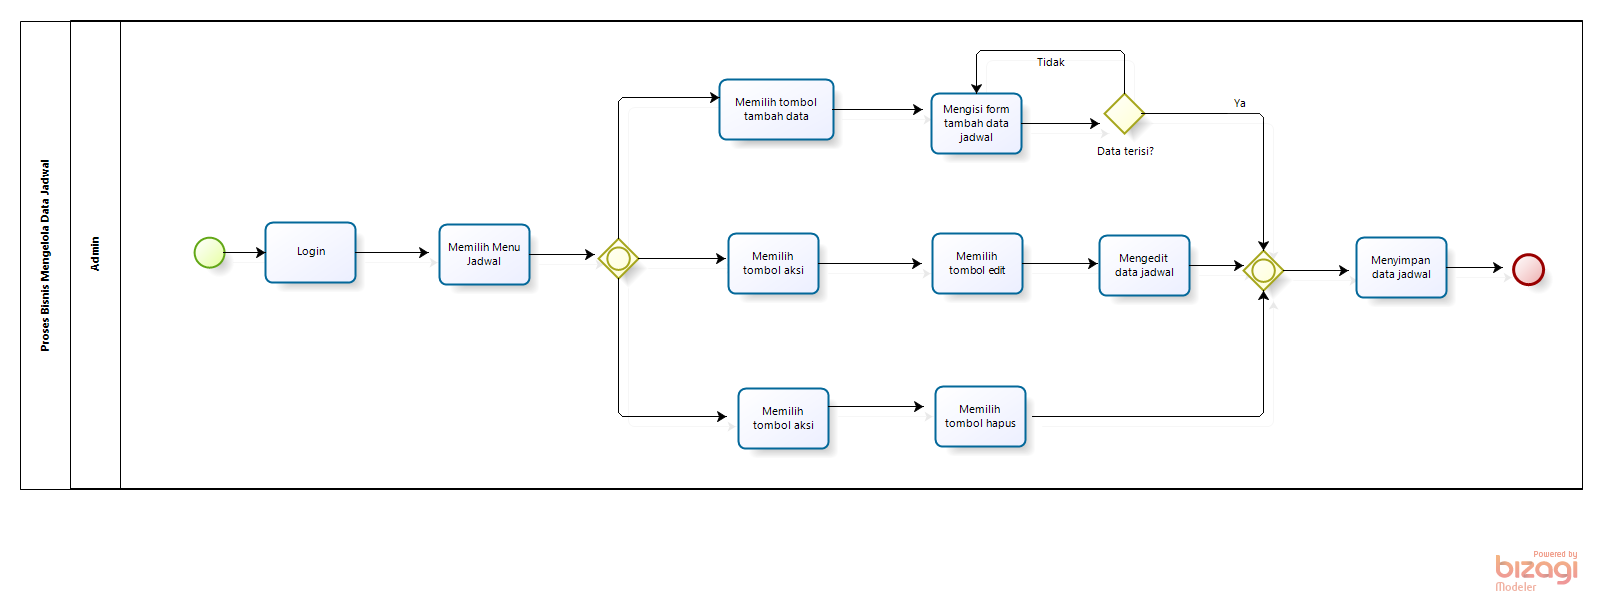 Proses Bisnis Mengelola Data Jadwal
Admin
Login
Memilih Menu
Jadwal
Memilih tombol
tambah data
Mengisi form
tambah data
jadwal
Tidak
Data terisi?
Ya
Memilih
tombol aksi
Memilih
tombol edit
Mengedit
data jadwal
Memilih
tombol aksi
Memilih
tombol hapus
Menyimpan
data jadwal
Powered by
bizagi
Modeler